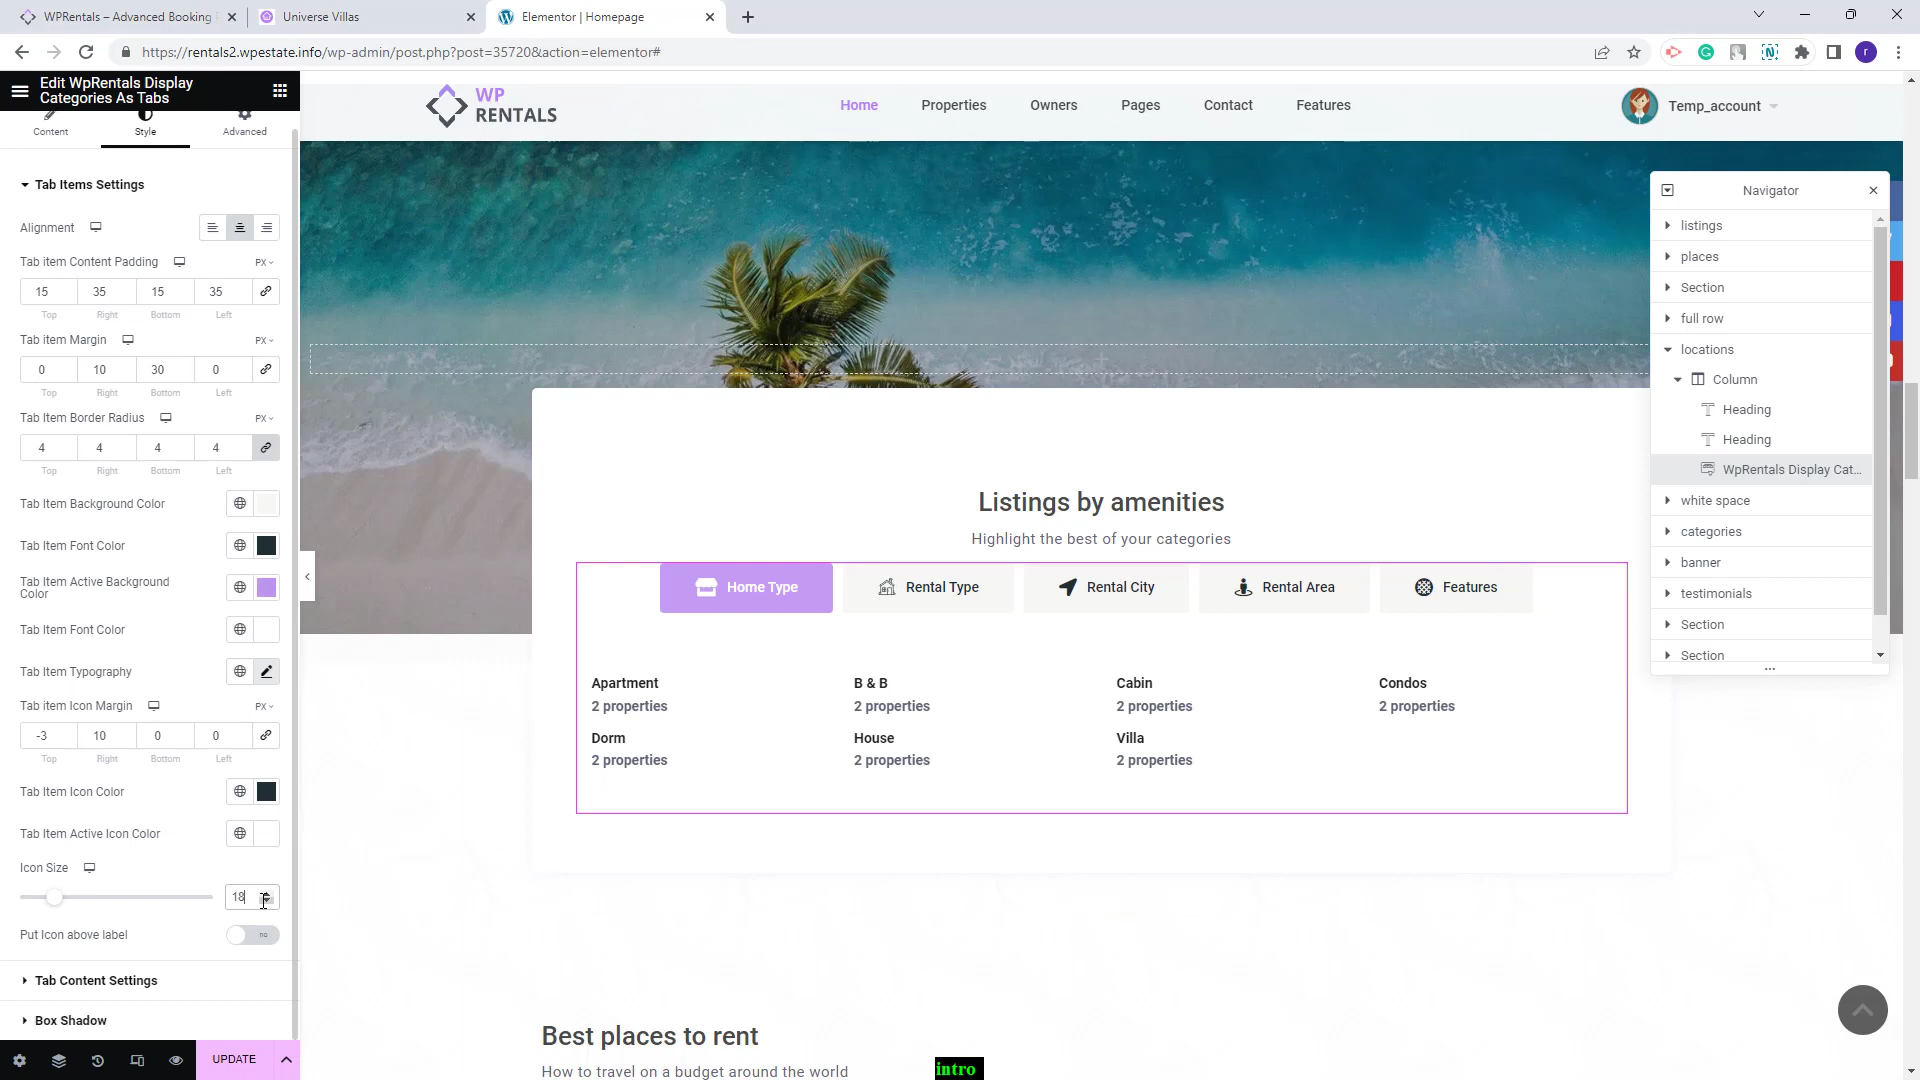 WPRentals – Advanced Booking
Universe Villas
Elementor | Homepage
https://rentals2.wpestate.info/wp-admin/post.php?post=35720&action=elementor#
Edit WpRentals Display
Categories As Tabs
Content
Style
Advanced
Tab Items Settings
Alignment
Tab item Content Padding
PX
15 35 15 35
Top Right Bottom Left
Tab item Margin
PX
0 10 30 0
Top Right Bottom Left
Tab Item Border Radius
PX
4 4 4 4
Top Right Bottom Left
Tab Item Background Color
Tab Item Font Color
Tab Item Active Background
Color
Tab Item Font Color
Tab Item Typography
Tab item Icon Margin
PX
-3 10 0 0
Top Right Bottom Left
Tab Item Icon Color
Tab Item Active Icon Color
Icon Size
18
Put Icon above label
no
Tab Content Settings
Box Shadow
UPDATE
WP
RENTALS
Home
Properties
Owners
Pages
Contact
Features
Temp_account
Listings by amenities
Highlight the best of your categories
Home Type
Rental Type
Rental City
Rental Area
Features
Apartment
2 properties
B & B
2 properties
Cabin
2 properties
Condos
2 properties
Dorm
2 properties
House
2 properties
Villa
2 properties
Best places to rent
How to travel on a budget around the world
intro
Navigator
listings
places
Section
full row
locations
Column
Heading
Heading
WpRentals Display Cat...
white space
categories
banner
testimonials
Section
Section